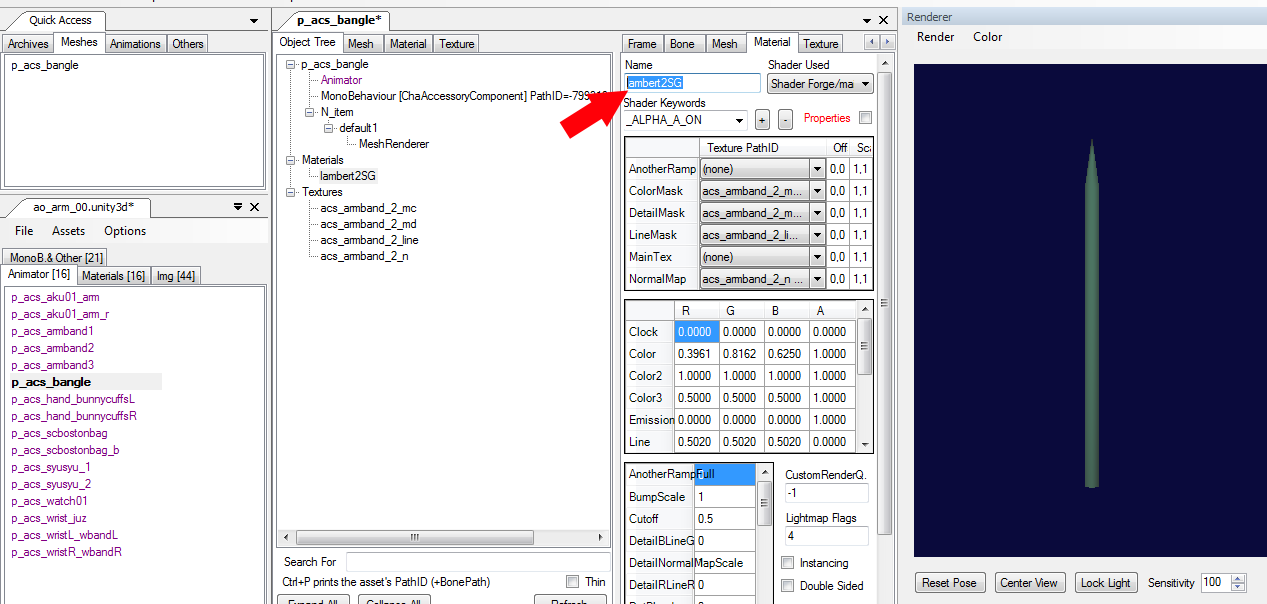 Quick Access
Archives Meshes Animations Others
p_acs_bangle
ao_arm_00.unity3d*
File Assets Options
MonoB.& Other [21]
Animator [16] Materials [16] Img [44]
p_acs_aku01_arm
p_acs_aku01_arm_r
p_acs_armband1
p_acs_armband2
p_acs_armband3
p_acs_bangle
p_acs_hand_bunnycuffsL
p_acs_hand_bunnycuffsR
p_acs_scbostonbag
p_acs_scbostonbag_b
p_acs_syusyu_1
p_acs_syusyu_2
p_acs_watch01
p_acs_wrist_juz
p_acs_wristL_wbandL
p_acs_wristR_wbandR
p_acs_bangle*
Object Tree Mesh Material Texture
p_acs_bangle
Animator
MonoBehaviour [ChaAccessoryComponent]
N_item
default1
MeshRenderer
Materials
lambert2SG
Textures
acs_armband_2_mc
acs_armband_2_md
acs_armband_2_line
acs_armband_2_n
Search For
Ctrl+P prints the asset's PathID (+BonePath) Thin
Expand All Collapse All Refresh
Frame Bone Mesh Material Texture
Name Shader Used
lambert2SG Shader Forge/ma
Shader Keywords
_ALPHA_A_ON + - Properties
Texture PathID Off Sca
AnotherRamp (none) 0,0 1,1
ColorMask acs_armband_2_m... 0,0 1,1
DetailMask acs_armband_2_m... 0,0 1,1
LineMask acs_armband_2_li... 0,0 1,1
MainTex (none) 0,0 1,1
NormalMap acs_armband_2_n ... 0,0 1,1
R G B A
Clock 0.0000 0.0000 0.0000 0.0000
Color 0.3961 0.8162 0.6250 1.0000
Color2 1.0000 1.0000 1.0000 1.0000
Color3 0.5000 0.5000 0.5000 1.0000
Emission 0.0000 0.0000 0.0000 1.0000
Line 0.5020 0.5020 0.5020 0.0000
AnotherRampFull
BumpScale 1
Cutoff 0.5
DetailBLineG 0
DetailNormalMapScale
DetailRLineR 0
CustomRenderQ.
-1
Lightmap Flags
4
Instancing
Double Sided
Renderer
Render Color
Reset Pose Center View Lock Light Sensitivity 100